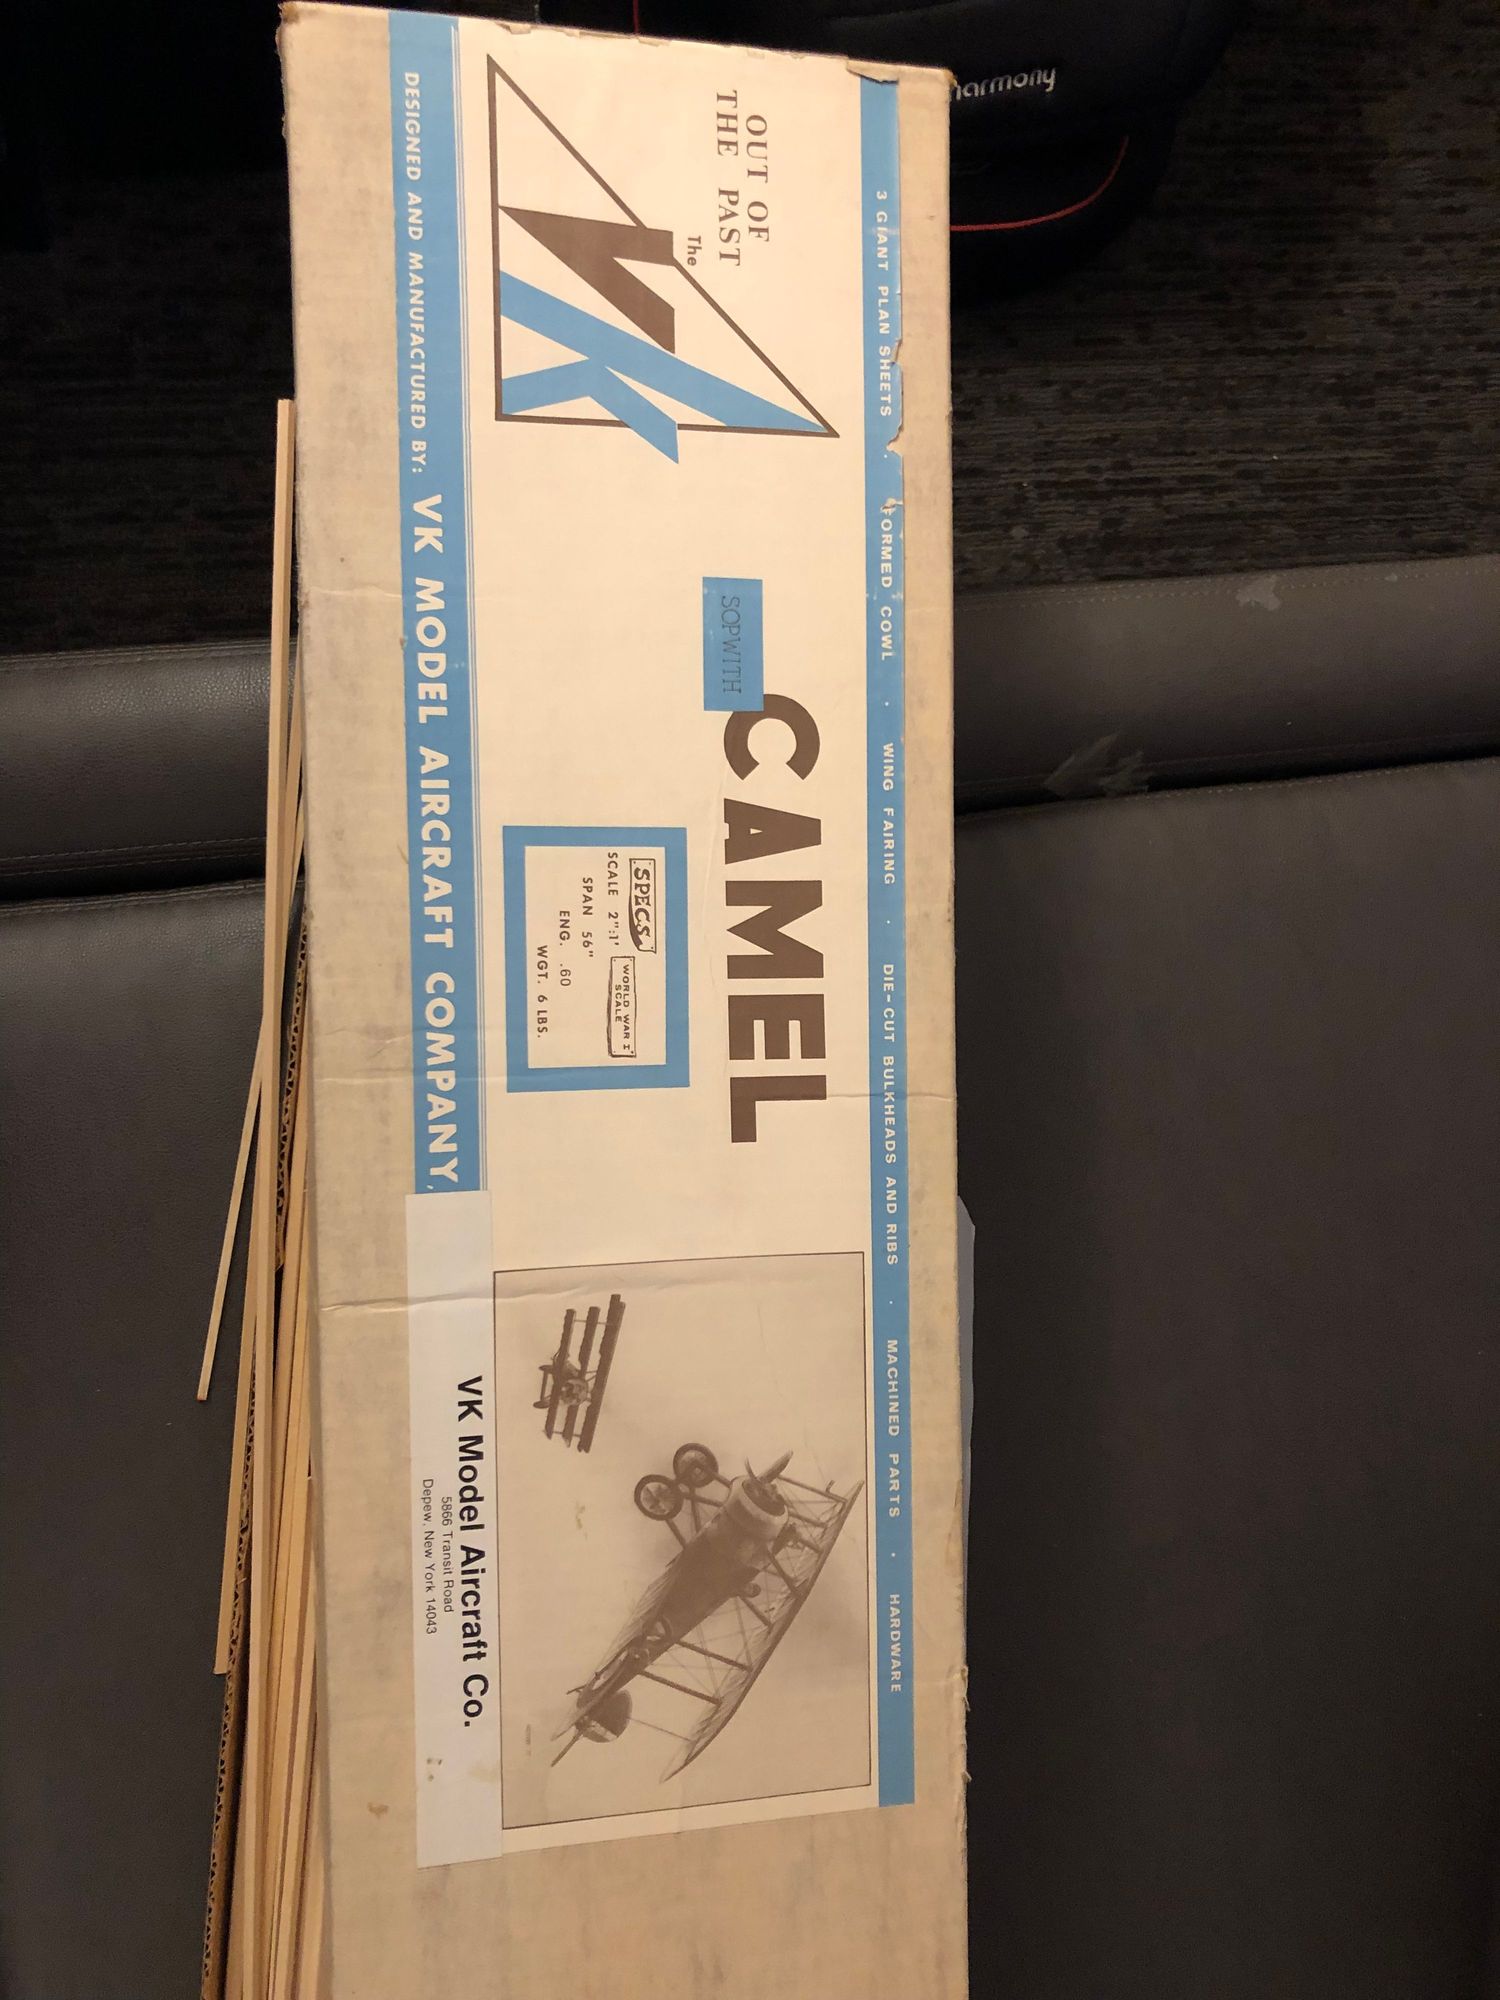 harmony
3 GIANT PLAN SHEETS · FORMED COWL · WING FAIRING · DIE-CUT BULKHEADS AND RIBS · MACHINED PARTS · HARDWARE
OUT OF
THE PAST
The
VK
SOPWITH
CAMEL
SPECS.
WORLD WAR I
SCALE
SCALE 2":1'
SPAN 56"
ENG. .60
WGT. 6 LBS.
DESIGNED AND MANUFACTURED BY: VK MODEL AIRCRAFT COMPANY,
VK Model Aircraft Co.
5866 Transit Road
Depew, New York 14043